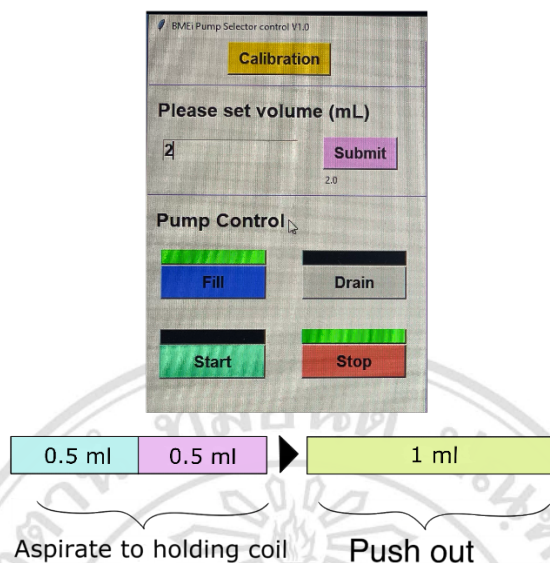 BMEi Pump Selector control V1.0
Calibration
Please set volume (mL)
2
Submit
2.0
Pump Control
Fill
Drain
Start
Stop
0.5 ml
0.5 ml
1 ml
Aspirate to holding coil
Push out